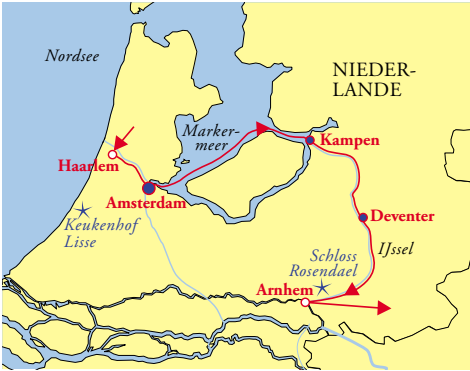 Nordsee
NIEDER-
LANDE
Marker-
meer
Kampen
Haarlem
Amsterdam
Keukenhof
Lisse
Deventer
IJssel
Schloss
Rosendael
Arnhem